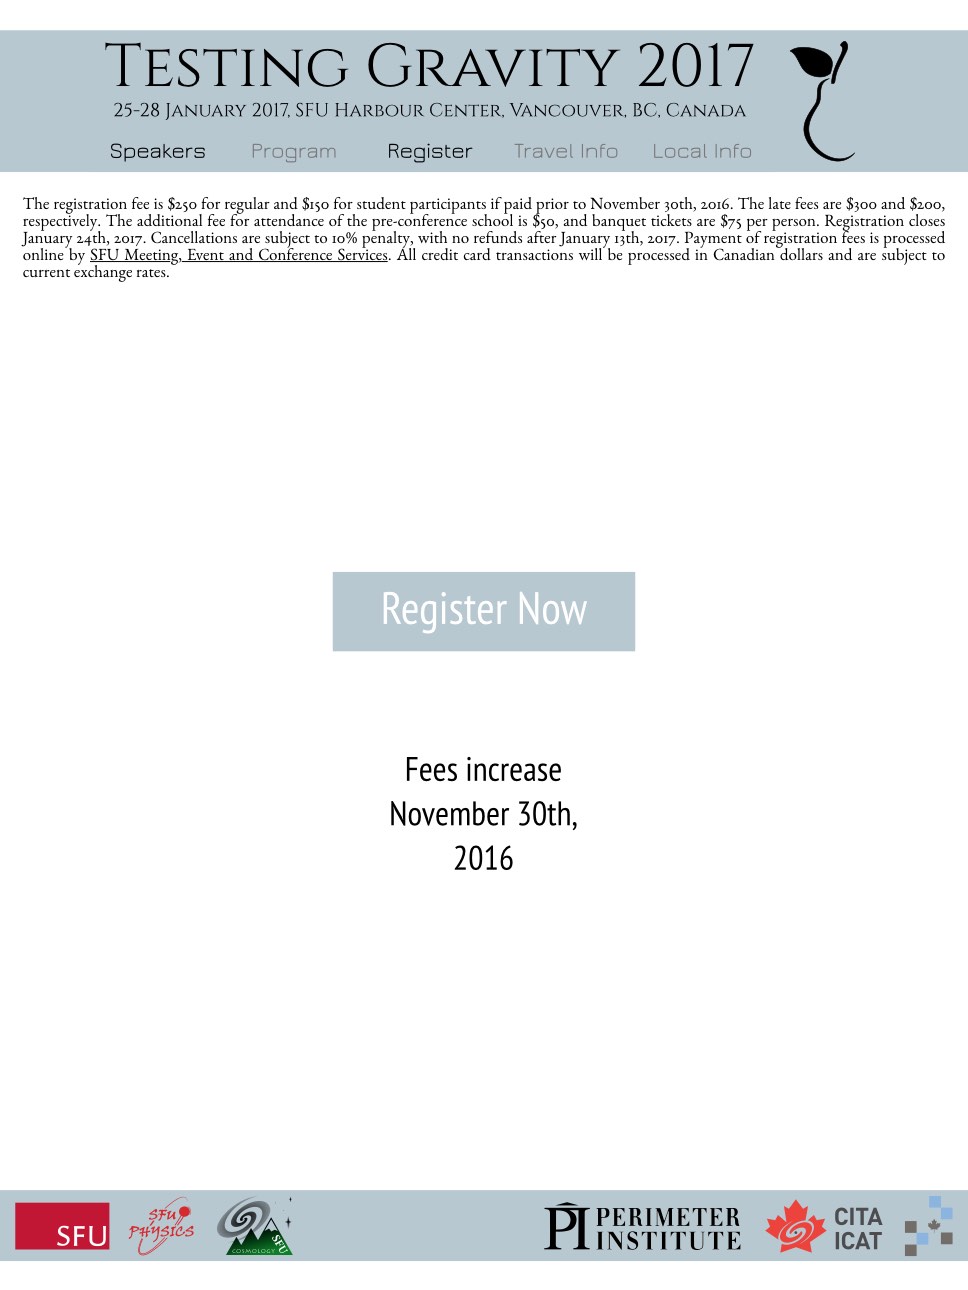 TESTING GRAVITY 2017
25-28 JANUARY 2017, SFU HARBOUR CENTER, VANCOUVER, BC, CANADA
Speakers Program Register Travel Info Local Info
The registration fee is $250 for regular and $150 for student participants if paid prior to November 30th, 2016. The late fees are $300 and $200,
respectively. The additional fee for attendance of the pre-conference school is $50, and banquet tickets are $75 per person. Registration closes
January 24th, 2017. Cancellations are subject to 10% penalty, with no refunds after January 13th, 2017. Payment of registration fees is processed
online by SFU Meeting, Event and Conference Services. All credit card transactions will be processed in Canadian dollars and are subject to
current exchange rates.
Register Now
Fees increase
November 30th,
2016
SFU
SFU
PHYSICS
COSMOLOGY
SFU
PI PERIMETER
INSTITUTE
CITA
ICAT